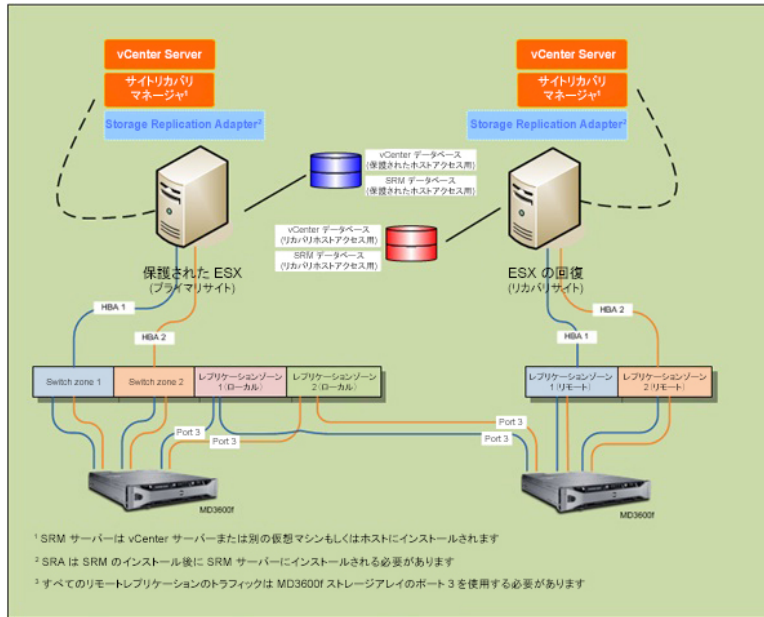 vCenter Server
サイトリカバリ
マネージャ¹
Storage Replication Adapter²
vCenter Server
サイトリカバリ
マネージャ¹
Storage Replication Adapter²
vCenter データベース
(保護されたホストアクセス用)
SRM データベース
(保護されたホストアクセス用)
vCenter データベース
(リカバリホストアクセス用)
SRM データベース
(リカバリホストアクセス用)
保護された ESX
(プライマリサイト)
ESX の回復
(リカバリサイト)
HBA 1
HBA 2
HBA 1
HBA 2
Switch zone 1
Switch zone 2
レプリケーションゾーン
1 (ローカル)
レプリケーションゾーン
2 (ローカル)
レプリケーションゾーン
1 (リモート)
レプリケーションゾーン
2 (リモート)
Port 3
Port 3
Port 3
Port 3
MD3600f
MD3600f
¹ SRM サーバーは vCenter サーバーまたは別の仮想マシンもしくはホストにインストールされます
² SRA は SRM のインストール後に SRM サーバーにインストールされる必要があります
³ すべてのリモートレプリケーションのトラフィックは MD3600f ストレージアレイのポート 3 を使用する必要があります